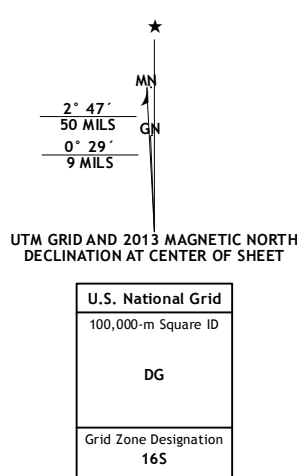 ★
MN
2° 47´
50 MILS
GN
0° 29´
9 MILS
UTM GRID AND 2013 MAGNETIC NORTH
DECLINATION AT CENTER OF SHEET
U.S. National Grid
100,000-m Square ID
DG
Grid Zone Designation
16S